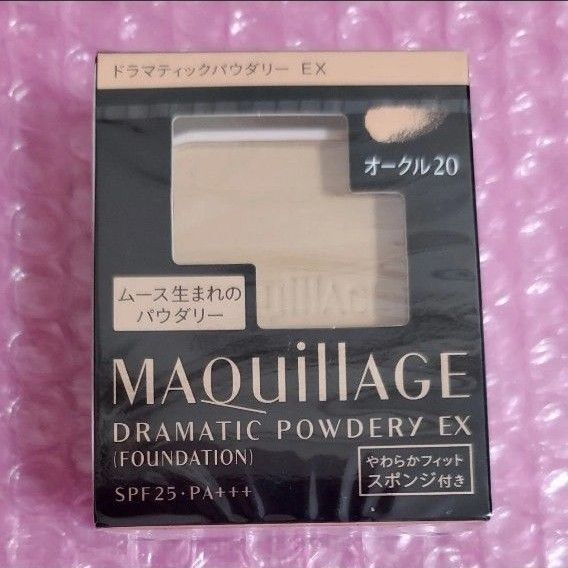 ドラマティックパウダリー EX
オークル20
ムース生まれの
パウダリー
MAQuillAGE
DRAMATIC POWDERY EX
(FOUNDATION)
SPF25・PA+++
やわらかフィット
スポンジ付き